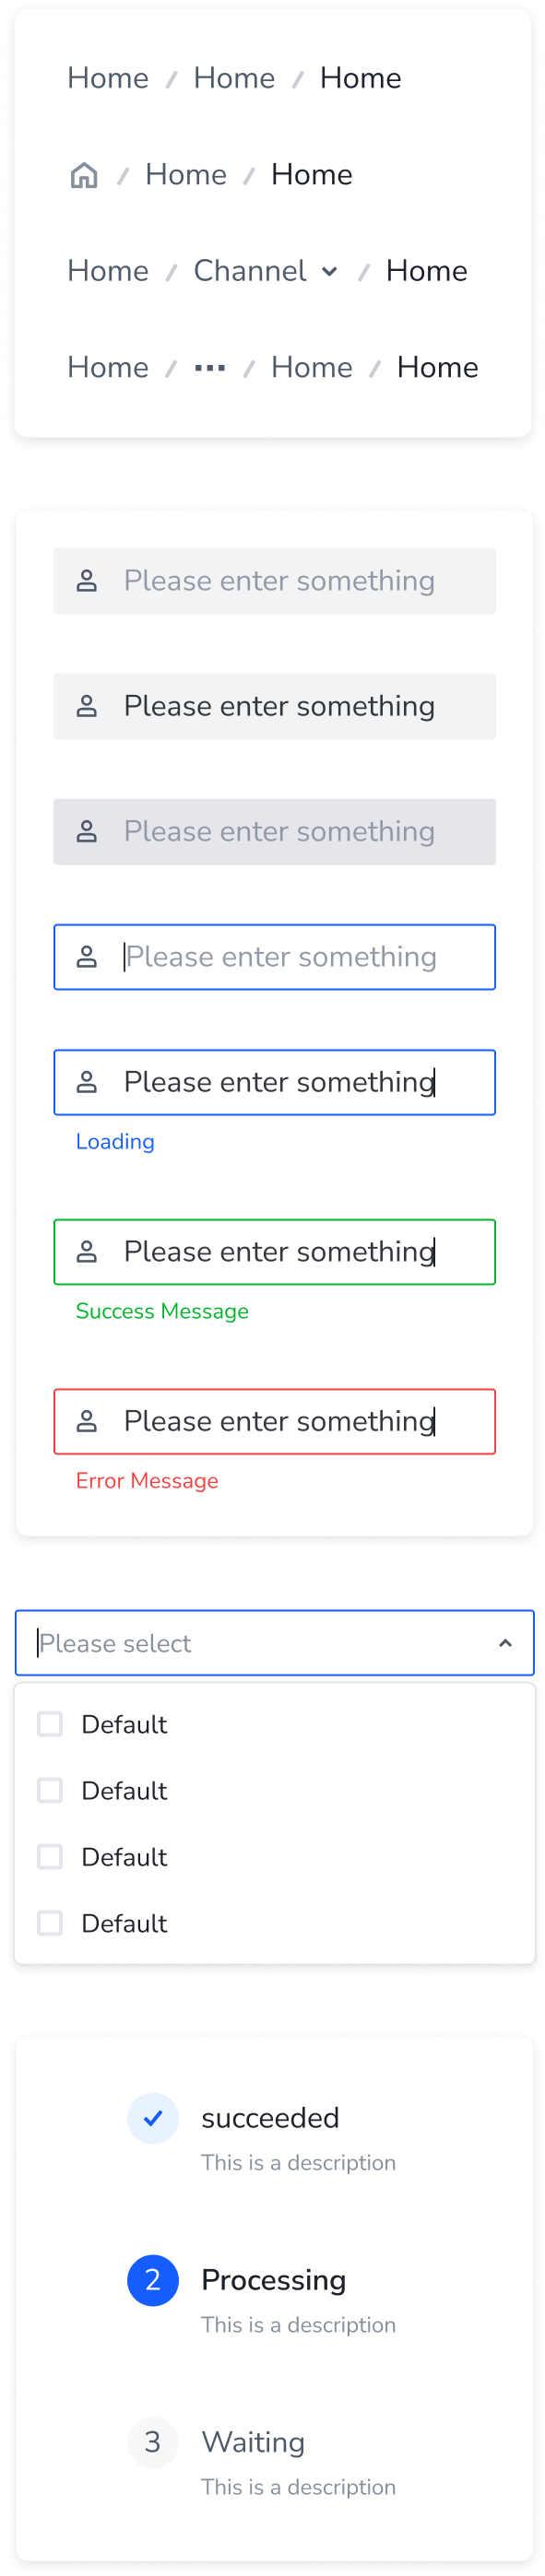 Home / Home / Home
/ Home / Home
Home / Channel / Home
Home / ... / Home / Home
Please enter something
Please enter something
Please enter something
Please enter something
Please enter something
Loading
Please enter something
Success Message
Please enter something
Error Message
Please select
Default
Default
Default
Default
succeeded
This is a description
2 Processing
This is a description
3 Waiting
This is a description